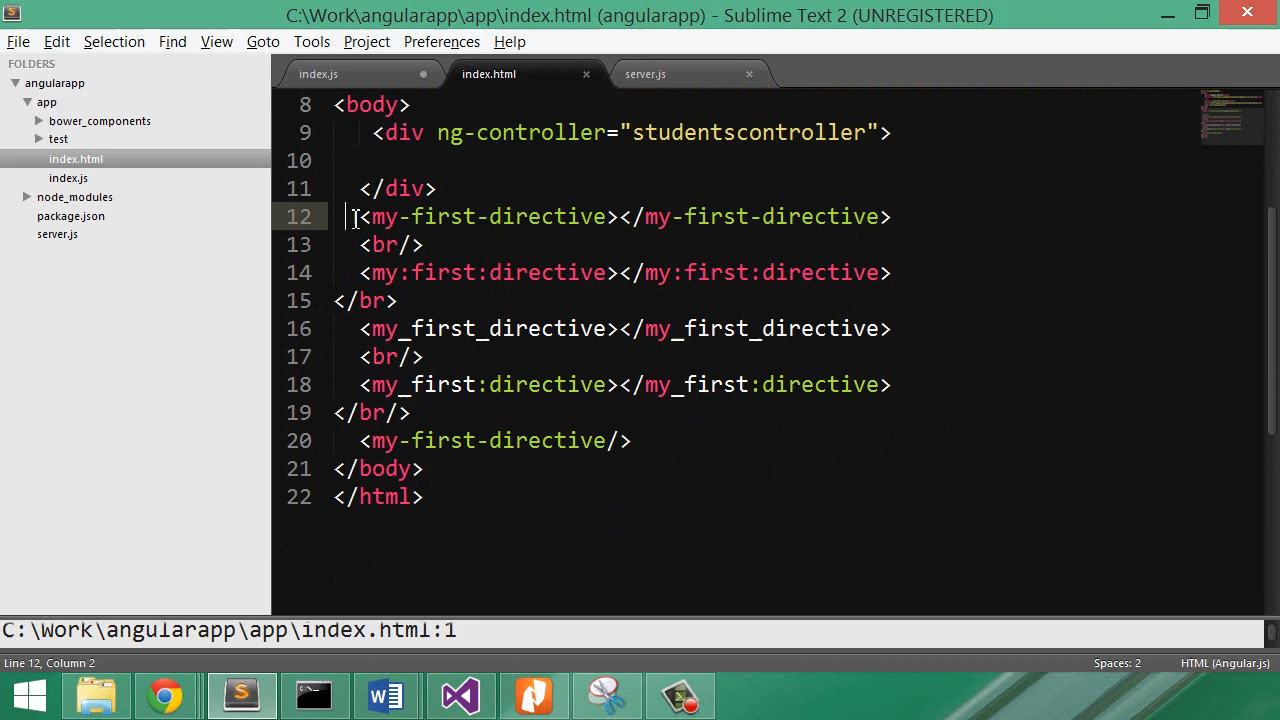 C:\Work\angularapp\app\index.html (angularapp) - Sublime Text 2 (UNREGISTERED)
File Edit Selection Find View Goto Tools Project Preferences Help
FOLDERS
angularapp
app
bower_components
test
index.html
index.js
node_modules
package.json
server.js
index.js index.html server.js
8 <body>
9 <div ng-controller="studentscontroller">
10
11 </div>
12 <my-first-directive></my-first-directive>
13 <br/>
14 <my:first:directive></my:first:directive>
15 </br>
16 <my_first_directive></my_first_directive>
17 <br/>
18 <my_first:directive></my_first:directive>
19 </br/>
20 <my-first-directive/>
21 </body>
22 </html>
C:\Work\angularapp\app\index.html:1
Line 12, Column 2 Spaces: 2 HTML (Angular.js)